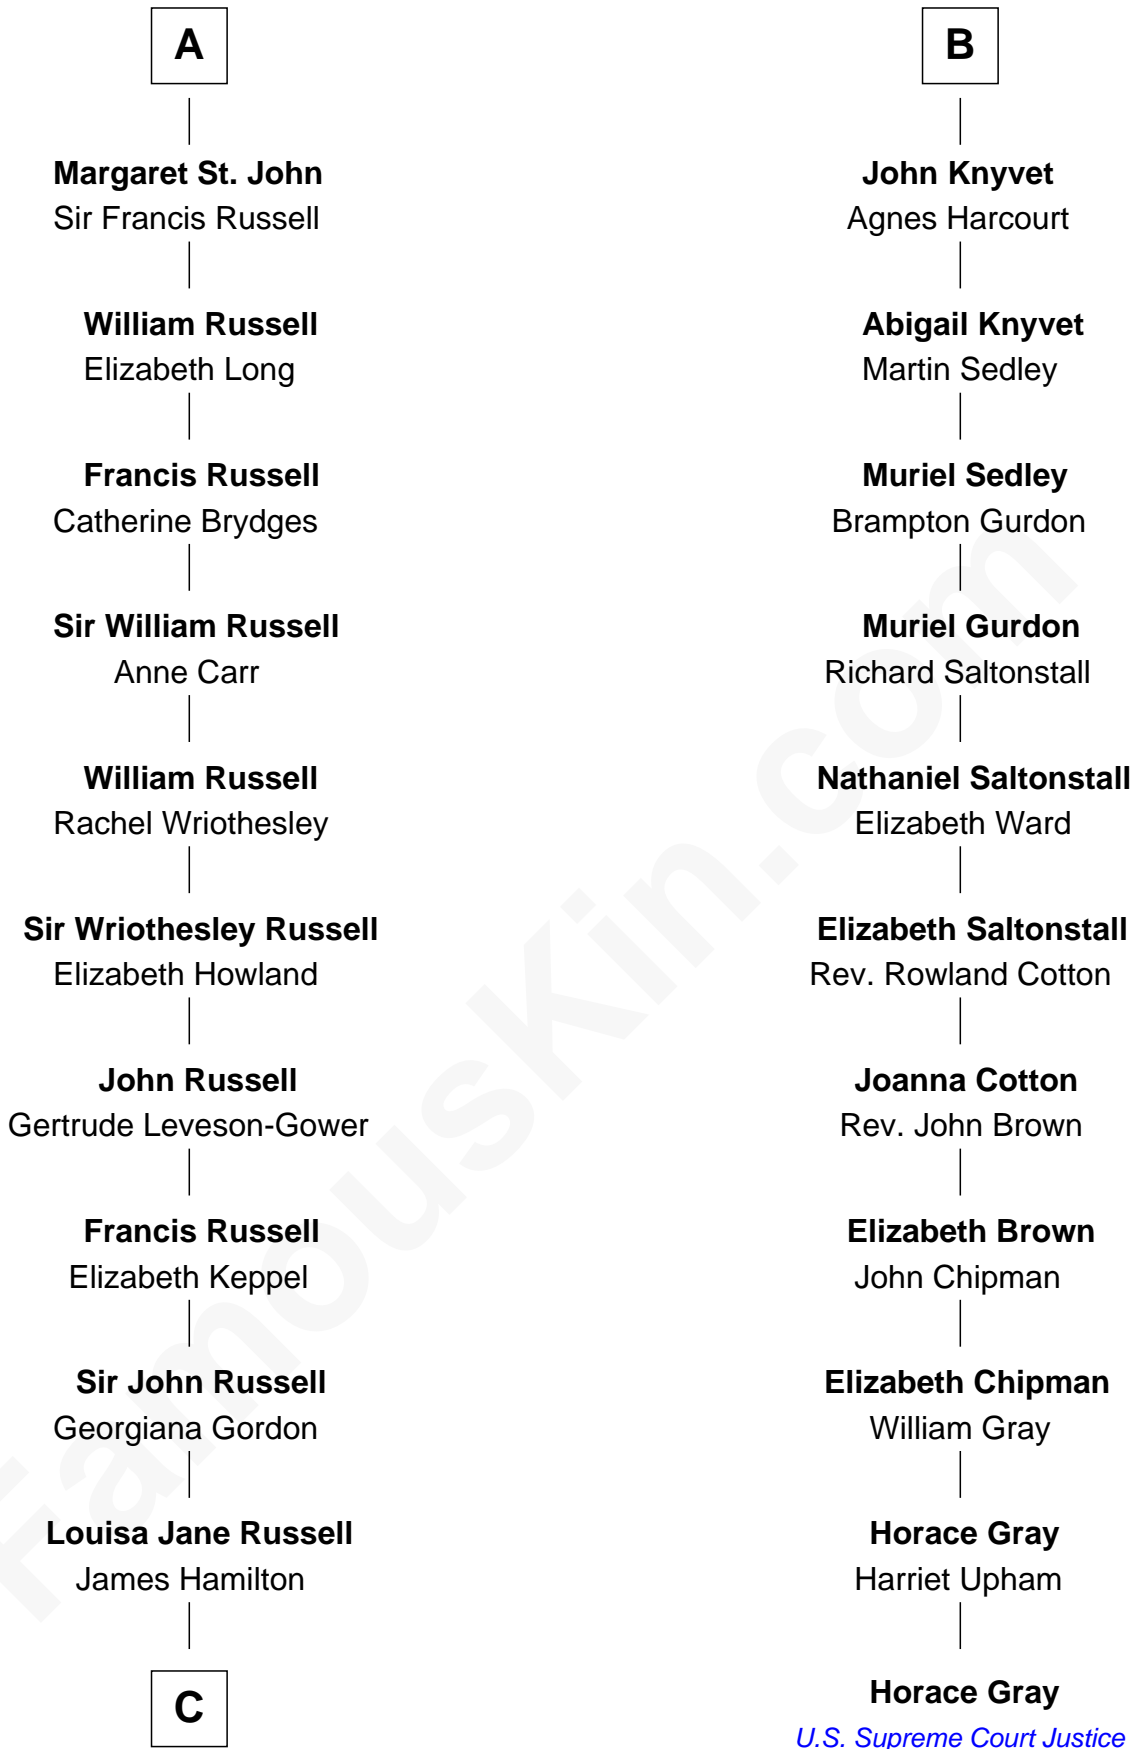 A
Margaret St. John
Sir Francis Russell
William Russell
Elizabeth Long
Francis Russell
Catherine Brydges
Sir William Russell
Anne Carr
William Russell
Rachel Wriothesley
Sir Wriothesley Russell
Elizabeth Howland
John Russell
Gertrude Leveson-Gower
Francis Russell
Elizabeth Keppel
Sir John Russell
Georgiana Gordon
Louisa Jane Russell
James Hamilton
C
B
John Knyvet
Agnes Harcourt
Abigail Knyvet
Martin Sedley
Muriel Sedley
Brampton Gurdon
Muriel Gurdon
Richard Saltonstall
Nathaniel Saltonstall
Elizabeth Ward
Elizabeth Saltonstall
Rev. Rowland Cotton
Joanna Cotton
Rev. John Brown
Elizabeth Brown
John Chipman
Elizabeth Chipman
William Gray
Horace Gray
Harriet Upham
Horace Gray
U.S. Supreme Court Justice
FamousKin.com